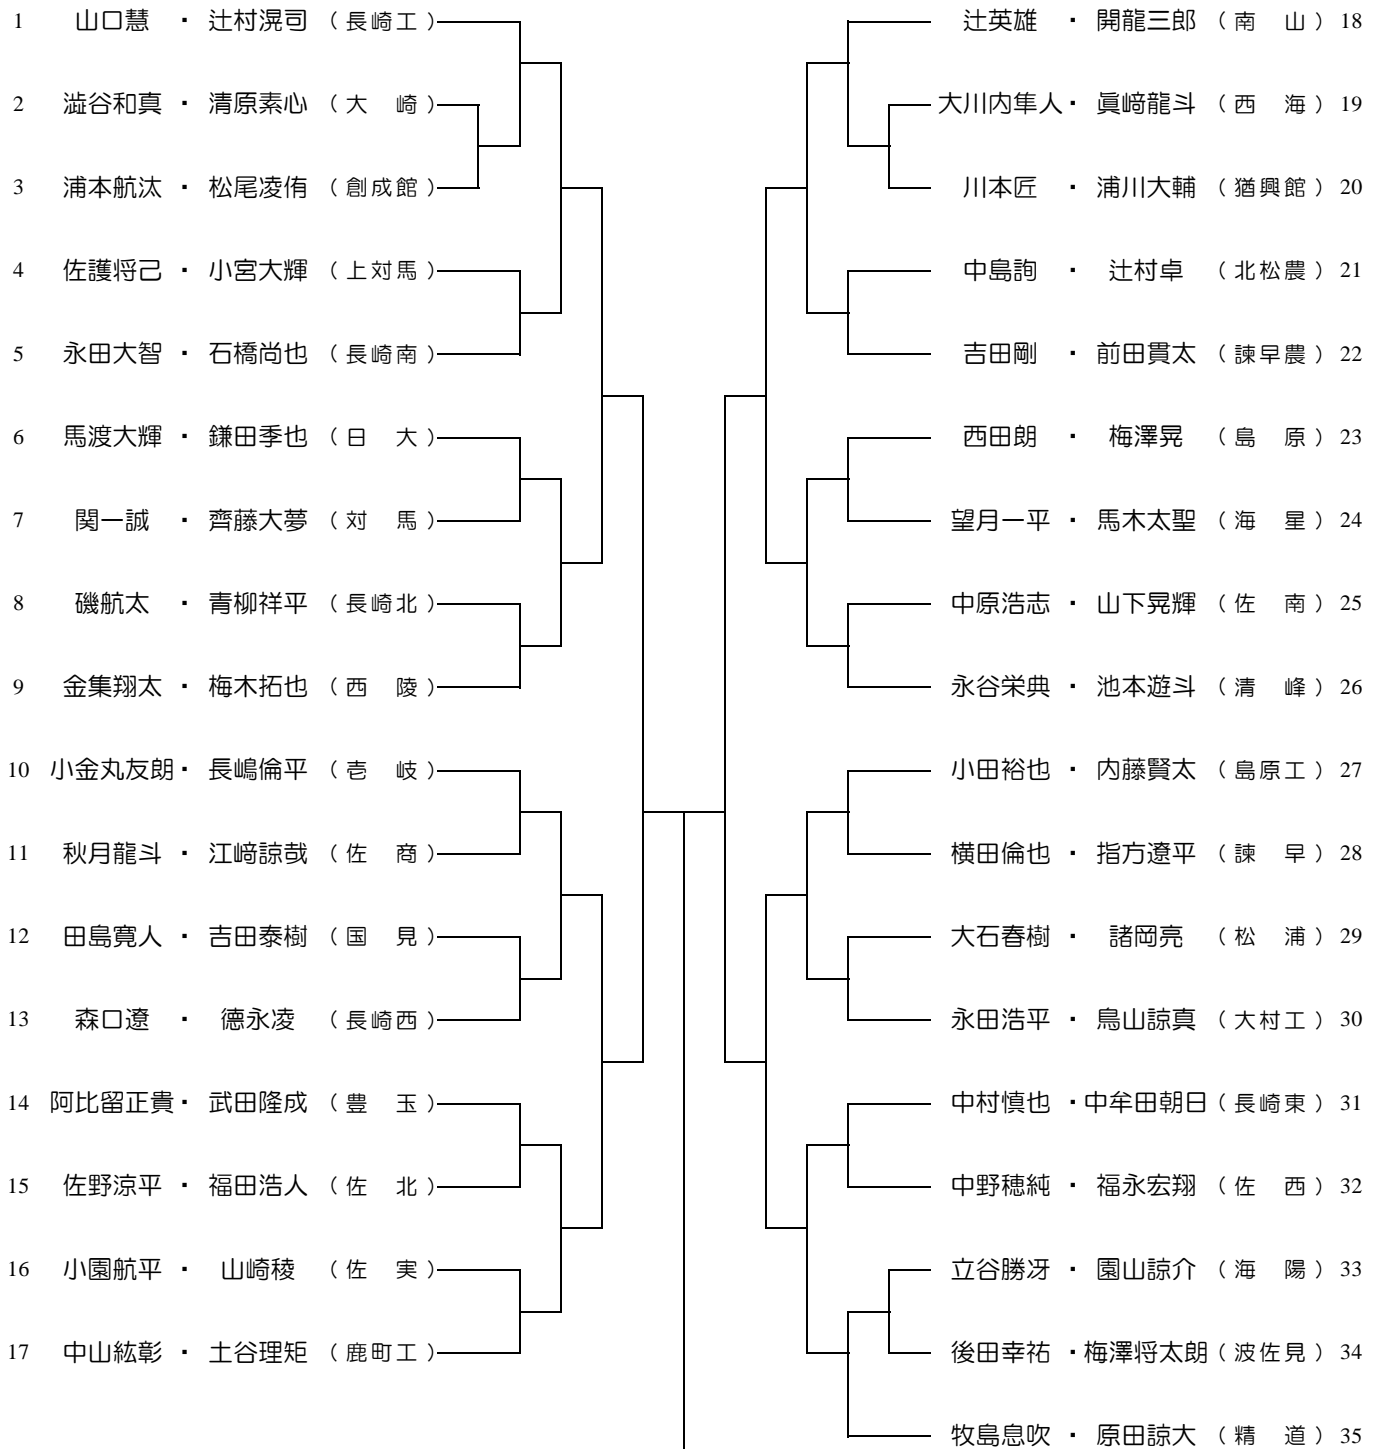 1 山口慧 ・ 辻村滉司 （長崎工）
2 澁谷和真 ・ 清原素心 （大　崎）
3 浦本航汰 ・ 松尾凌侑 （創成館）
4 佐護将己 ・ 小宮大輝 （上対馬）
5 永田大智 ・ 石橋尚也 （長崎南）
6 馬渡大輝 ・ 鎌田季也 （日　大）
7 関一誠 ・ 齊藤大夢 （対　馬）
8 磯航太 ・ 青柳祥平 （長崎北）
9 金集翔太 ・ 梅木拓也 （西　陵）
10 小金丸友朗 ・ 長嶋倫平 （壱　岐）
11 秋月龍斗 ・ 江﨑諒哉 （佐　商）
12 田島寛人 ・ 吉田泰樹 （国　見）
13 森口遼 ・ 德永凌 （長崎西）
14 阿比留正貴 ・ 武田隆成 （豊　玉）
15 佐野涼平 ・ 福田浩人 （佐　北）
16 小園航平 ・ 山崎稜 （佐　実）
17 中山紘彰 ・ 土谷理矩 （鹿町工）
辻英雄 ・ 開龍三郎 （南　山） 18
大川内隼人 ・ 眞﨑龍斗 （西　海） 19
川本匠 ・ 浦川大輔 （猶興館） 20
中島詢 ・ 辻村卓 （北松農） 21
吉田剛 ・ 前田貫太 （諫早農） 22
西田朗 ・ 梅澤晃 （島　原） 23
望月一平 ・ 馬木太聖 （海　星） 24
中原浩志 ・ 山下晃輝 （佐　南） 25
永谷栄典 ・ 池本遊斗 （清　峰） 26
小田裕也 ・ 内藤賢太 （島原工） 27
横田倫也 ・ 指方遼平 （諫　早） 28
大石春樹 ・ 諸岡亮 （松　浦） 29
永田浩平 ・ 鳥山諒真 （大村工） 30
中村慎也 ・ 中牟田朝日 （長崎東） 31
中野穂純 ・ 福永宏翔 （佐　西） 32
立谷勝冴 ・ 園山諒介 （海　陽） 33
後田幸祐 ・ 梅澤将太朗 （波佐見） 34
牧島息吹 ・ 原田諒大 （精　道） 35